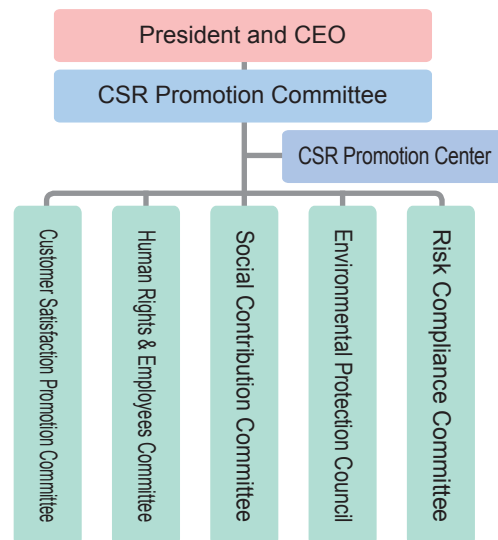 President and CEO
CSR Promotion Committee
CSR Promotion Center
Customer Satisfaction Promotion Committee
Human Rights & Employees Committee
Social Contribution Committee
Environmental Protection Council
Risk Compliance Committee